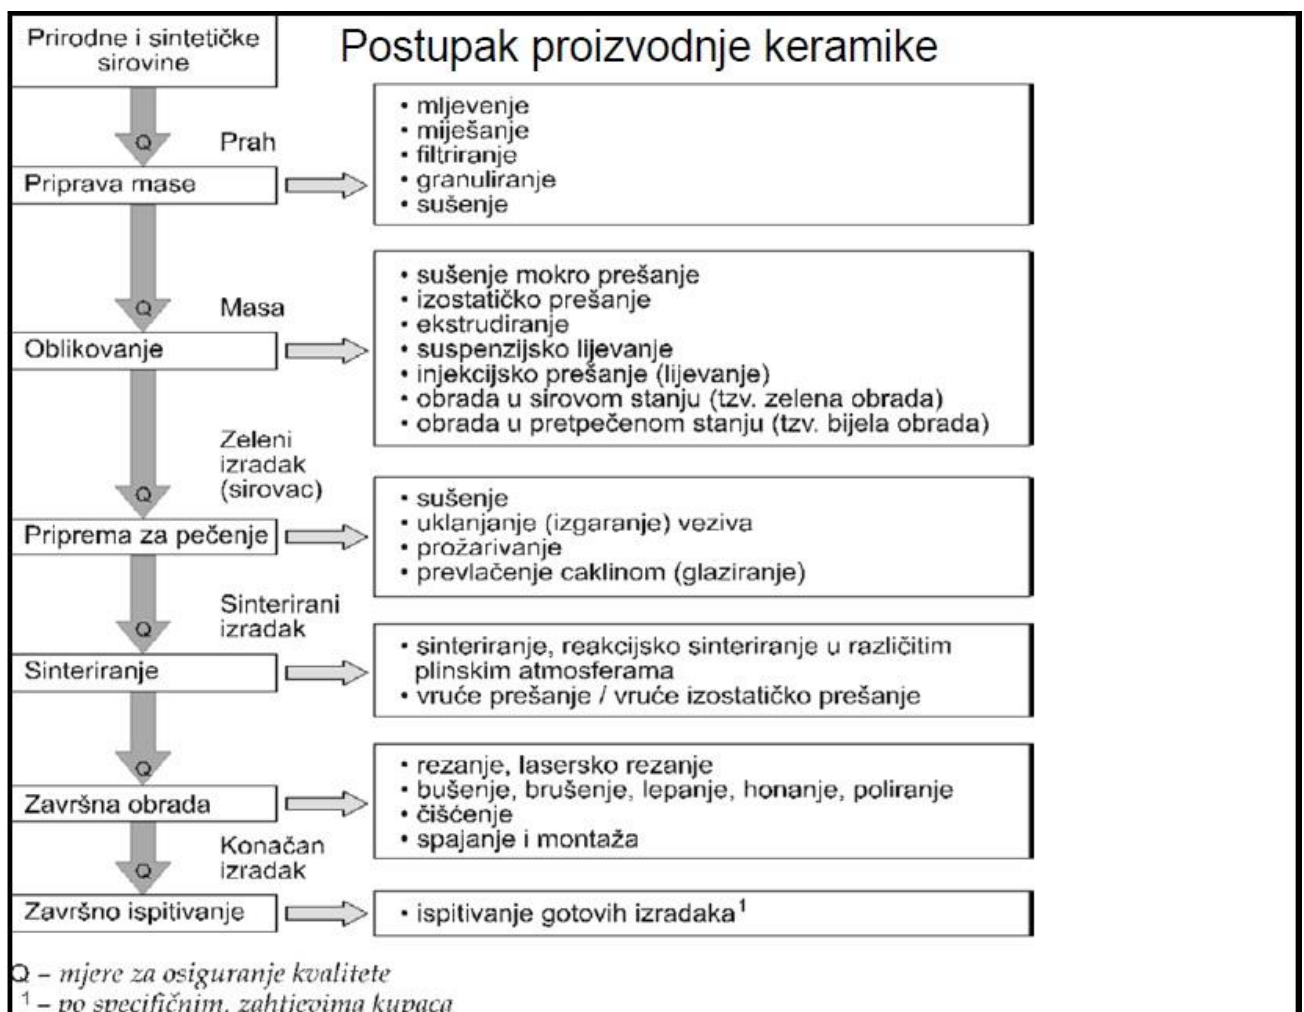 Prirodne i sintetičke
sirovine
Postupak proizvodnje keramike
Q
Prah
Priprava mase
• mljevenje
• miješanje
• filtriranje
• granuliranje
• sušenje
Q
Masa
Oblikovanje
• sušenje mokro prešanje
• izostatičko prešanje
• ekstrudiranje
• suspenzijsko lijevanje
• injekcijsko prešanje (lijevanje)
• obrada u sirovom stanju (tzv. zelena obrada)
• obrada u pretpečenom stanju (tzv. bijela obrada)
Zeleni
izradak
(sirovac)
Q
Priprema za pečenje
• sušenje
• uklanjanje (izgaranje) veziva
• prožarivanje
• prevlačenje caklinom (glaziranje)
Sinterirani
izradak
Q
Sinteriranje
• sinteriranje, reakcijsko sinteriranje u različitim
plinskim atmosferama
• vruće prešanje / vruće izostatičko prešanje
Q
Završna obrada
• rezanje, lasersko rezanje
• bušenje, brušenje, lepanje, honanje, poliranje
• čišćenje
• spajanje i montaža
Konačan
izradak
Q
Završno ispitivanje
• ispitivanje gotovih izradaka¹
Q – mjere za osiguranje kvalitete
¹ – po specifičnim, zahtjevima kupaca